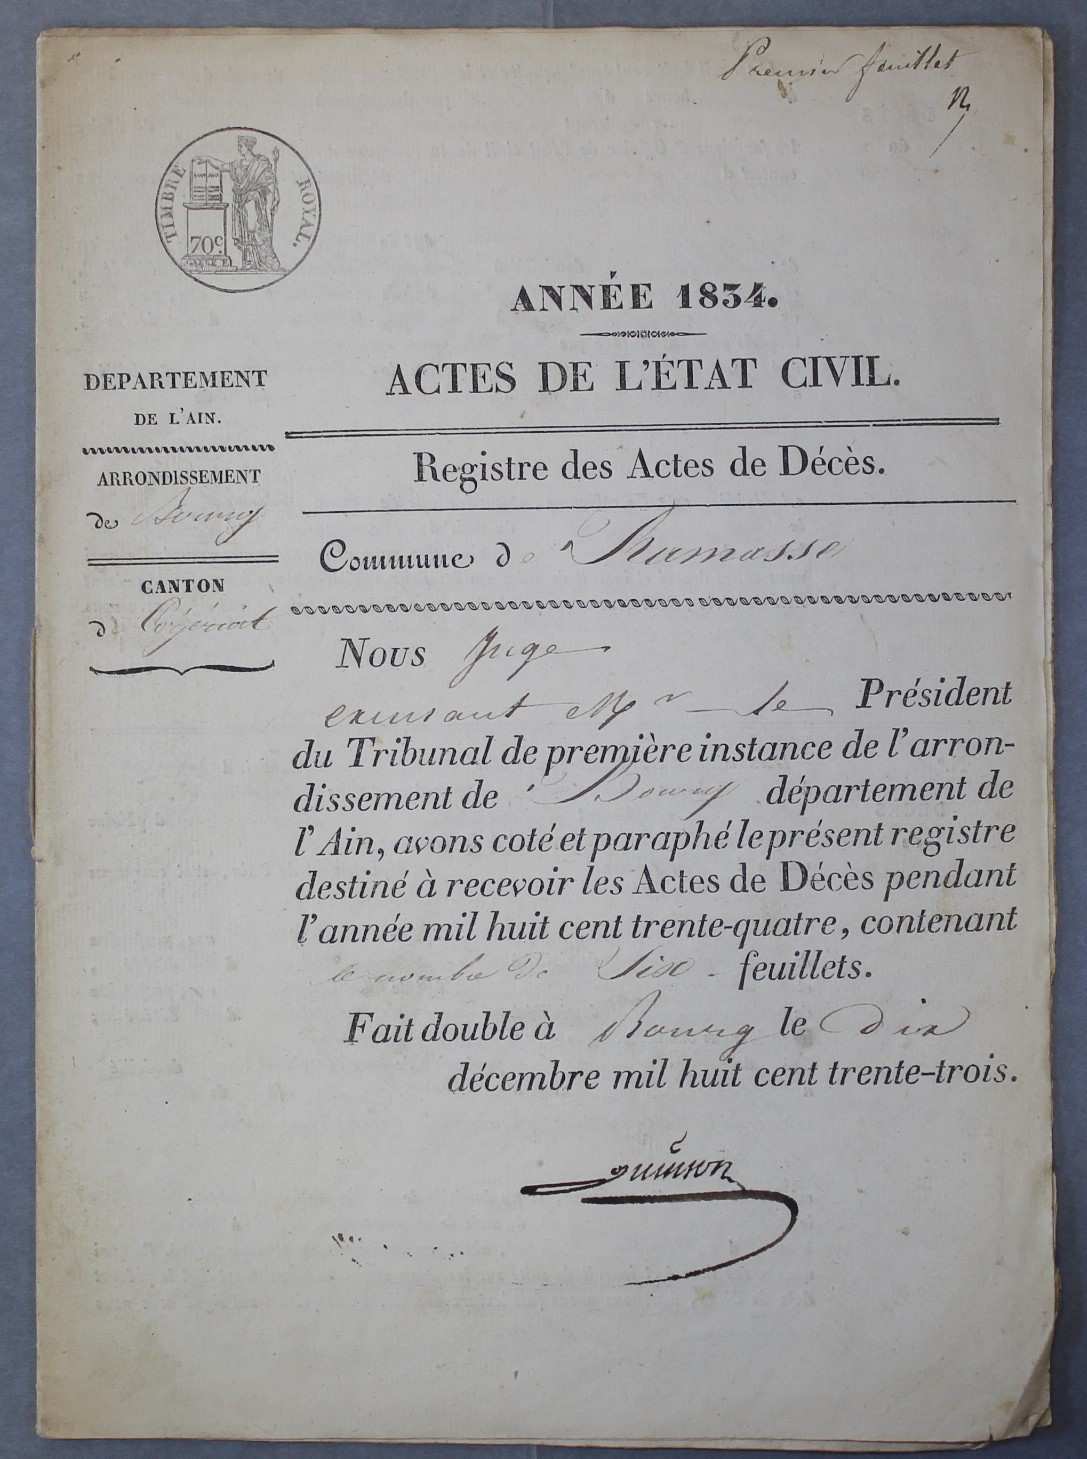 Premier feuillet
TIMBRE ROYAL.
70c.
ANNÉE 1834.
ACTES DE L'ÉTAT CIVIL.
DEPARTEMENT
DE L'AIN.
ARRONDISSEMENT
de Bourg
CANTON
d
Registre des Actes de Décès.
Commune de Ramasse
Nous Juge
exerçant Mr le Président
du Tribunal de première instance de l'arron-
dissement de Bourg département de
l'Ain, avons coté et paraphé le présent registre
destiné à recevoir les Actes de Décès pendant
l'année mil huit cent trente-quatre, contenant
le nombre de Six feuillets.
Fait double à Bourg le dix
décembre mil huit cent trente-trois.